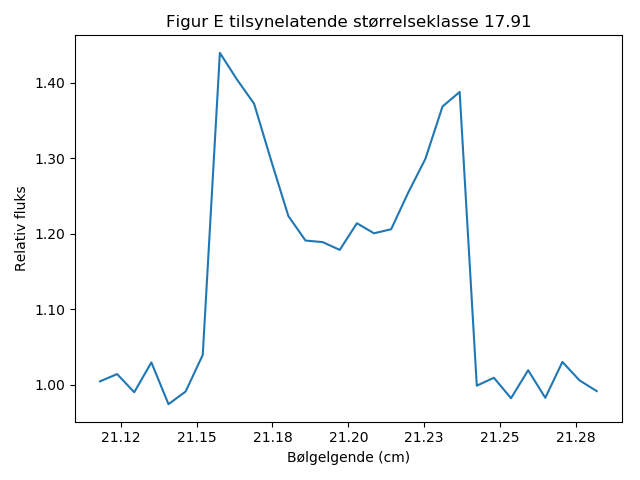 Figur E tilsynelatende størrelseklasse 17.91
1.40
1.30
1.20
1.10
1.00
Relativ fluks
21.12 21.15 21.18 21.20 21.23 21.25 21.28
Bølgelgende (cm)